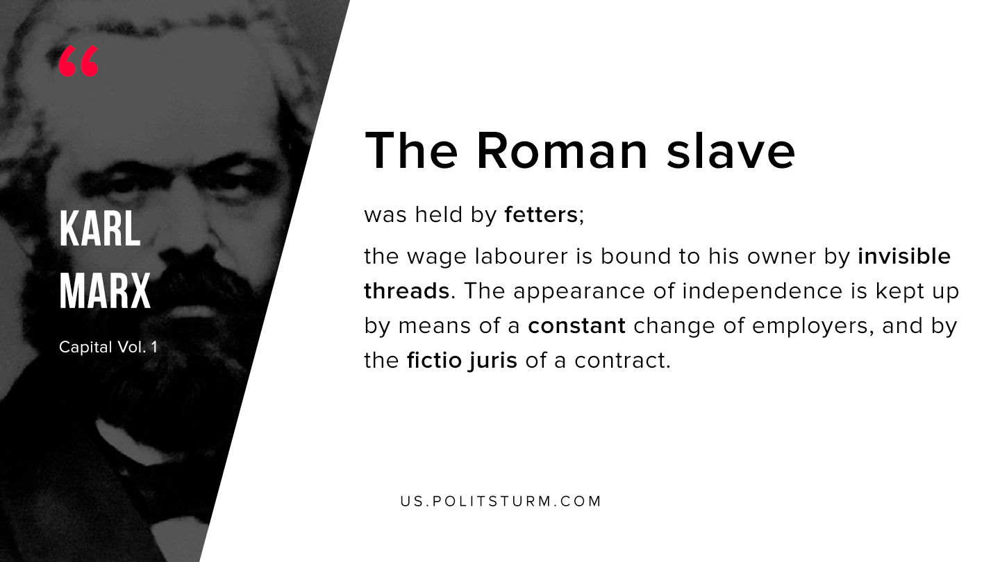 “
KARL
MARX
Capital Vol. 1
The Roman slave
was held by fetters;
the wage labourer is bound to his owner by invisible
threads. The appearance of independence is kept up
by means of a constant change of employers, and by
the fictio juris of a contract.
US.POLITSTURM.COM